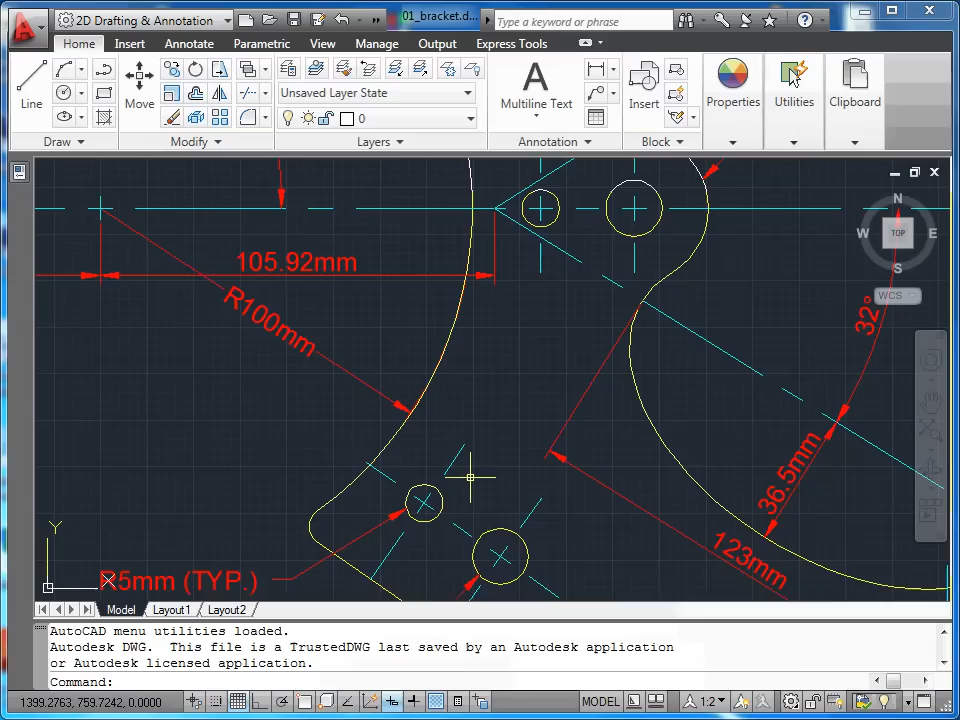 2D Drafting & Annotation
01_bracket.d...
Type a keyword or phrase
Home Insert Annotate Parametric View Manage Output Express Tools
Line
Move
Unsaved Layer State
0
Multiline Text
Insert
Properties
Utilities
Clipboard
Draw
Modify
Layers
Annotation
Block
N
W TOP E
S
WCS
105.92mm
R100mm
32°
36.5mm
123mm
R5mm (TYP.)
Y
X
Model Layout1 Layout2
AutoCAD menu utilities loaded.
Autodesk DWG.  This file is a TrustedDWG last saved by an Autodesk application
or Autodesk licensed application.
Command:
1399.2763, 759.7242, 0.0000
MODEL
1:2